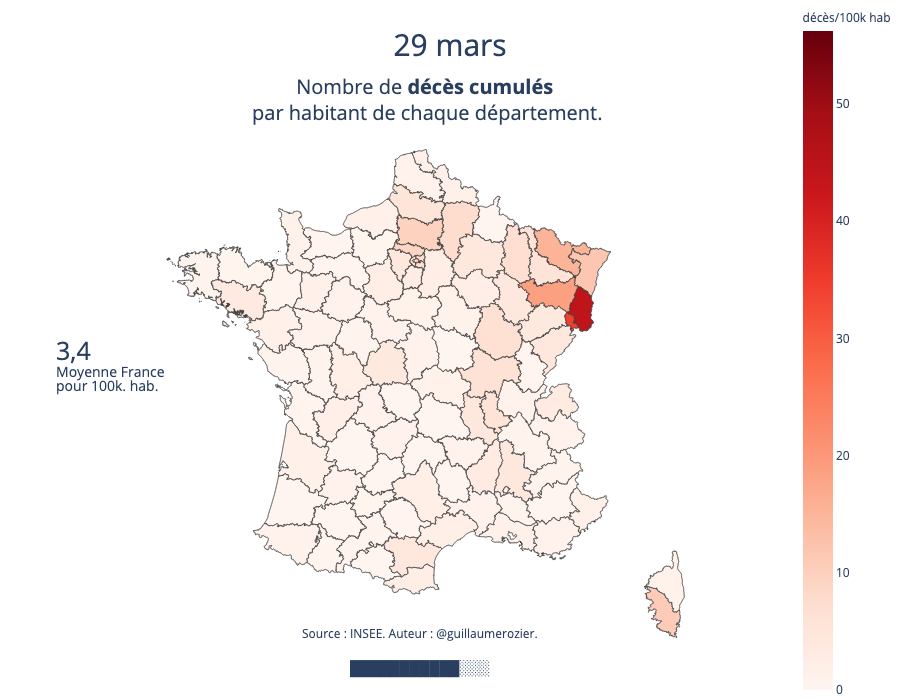 décès/100k hab
29 mars
Nombre de décès cumulés
par habitant de chaque département.
50
40
30
20
10
0
3,4
Moyenne France
pour 100k. hab.
Source : INSEE. Auteur : @guillaumerozier.